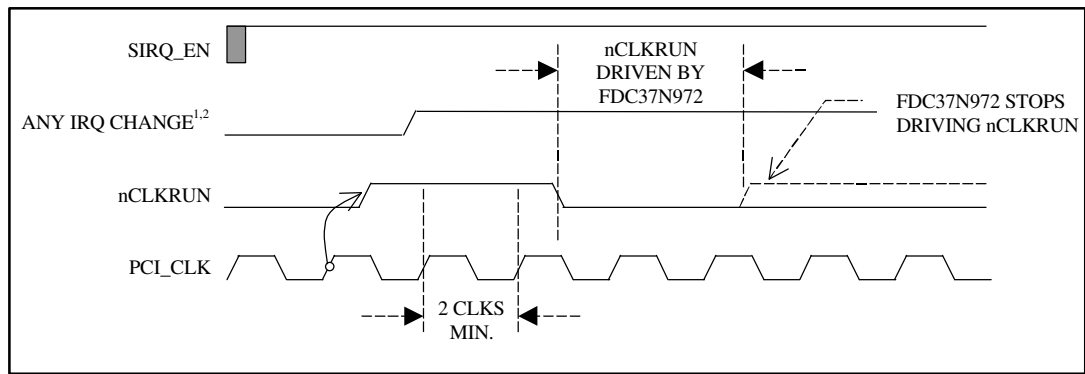 SIRQ_EN
nCLKRUN
DRIVEN BY
FDC37N972
ANY IRQ CHANGE1,2
FDC37N972 STOPS
DRIVING nCLKRUN
nCLKRUN
PCI_CLK
2 CLKS
MIN.